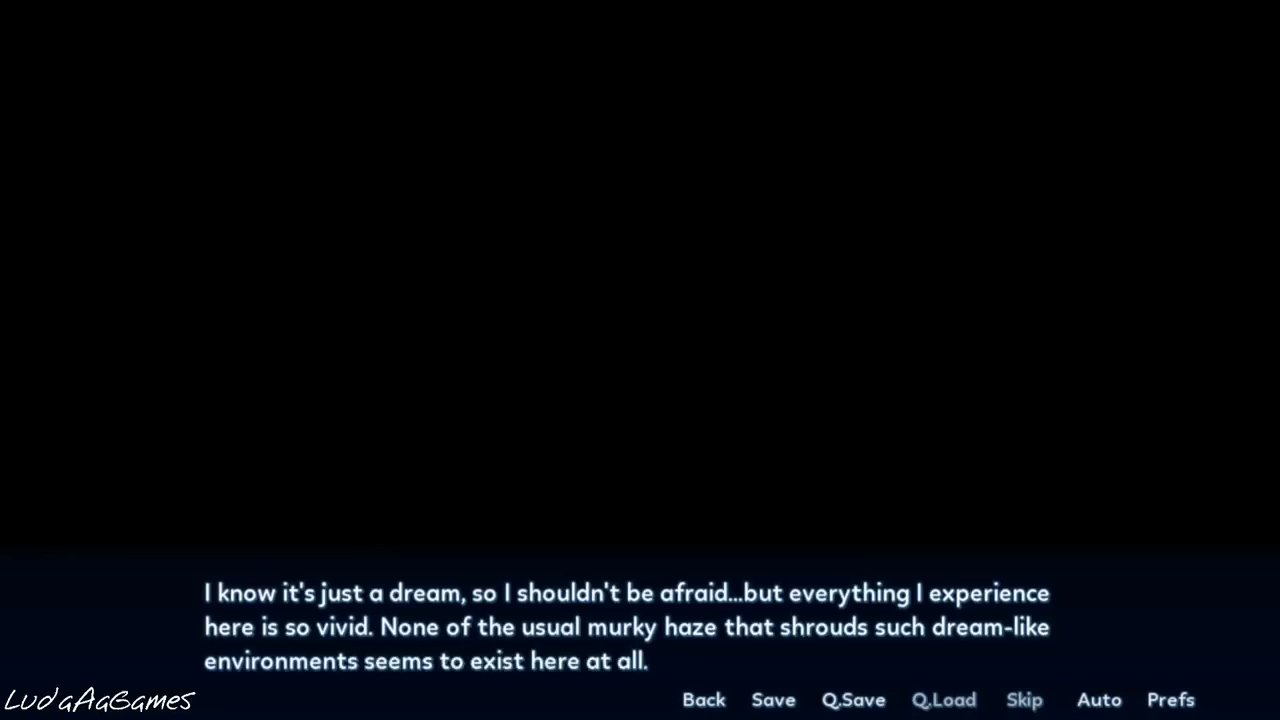 I know it's just a dream, so I shouldn't be afraid...but everything I experience
here is so vivid. None of the usual murky haze that shrouds such dream-like
environments seems to exist here at all.
LudaAaGames
Back Save Q.Save Q.Load Skip Auto Prefs